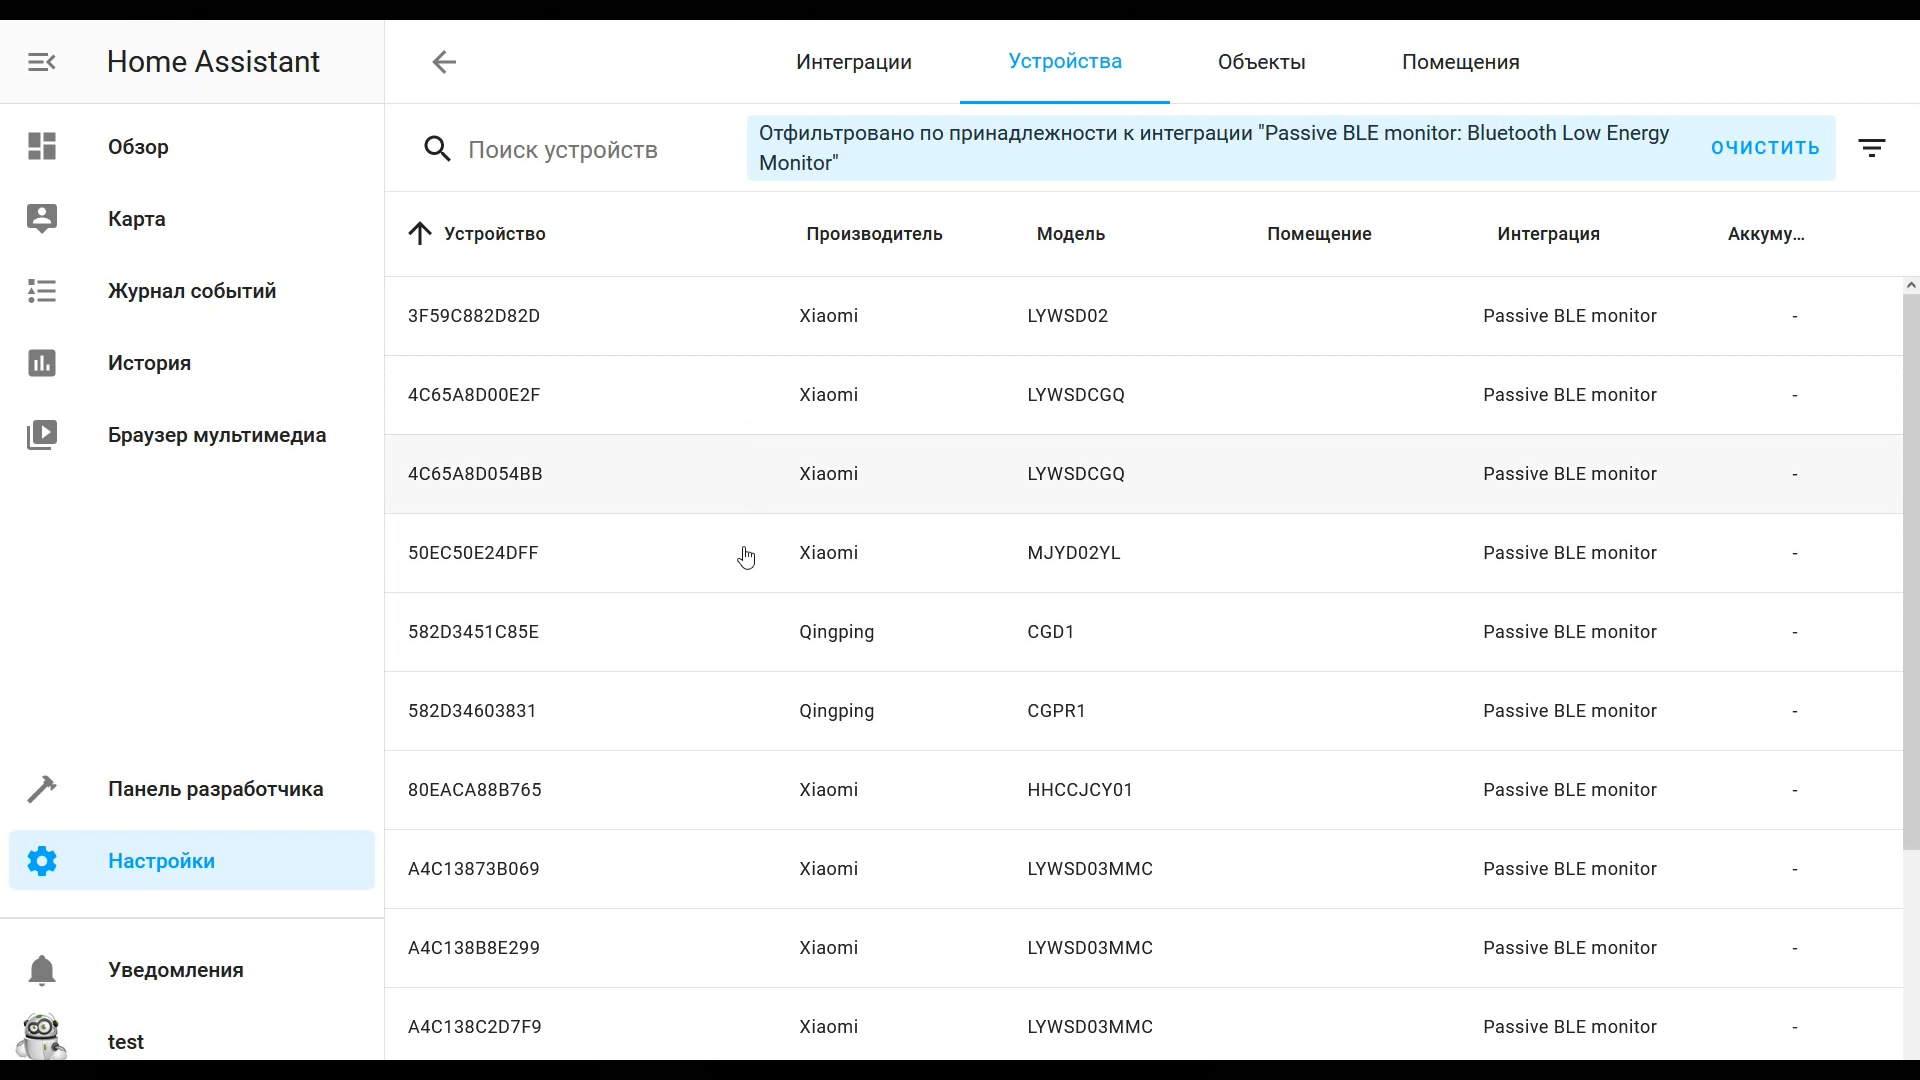 Home Assistant
Интеграции
Устройства
Объекты
Помещения
Обзор
Карта
Журнал событий
История
Браузер мультимедиа
Панель разработчика
Настройки
Уведомления
test
Поиск устройств
Отфильтровано по принадлежности к интеграции "Passive BLE monitor: Bluetooth Low Energy
Monitor"
ОЧИСТИТЬ
Устройство Производитель Модель Помещение Интеграция Аккуму...
3F59C882D82D Xiaomi LYWSD02 Passive BLE monitor -
4C65A8D00E2F Xiaomi LYWSDCGQ Passive BLE monitor -
4C65A8D054BB Xiaomi LYWSDCGQ Passive BLE monitor -
50EC50E24DFF Xiaomi MJYD02YL Passive BLE monitor -
582D3451C85E Qingping CGD1 Passive BLE monitor -
582D34603831 Qingping CGPR1 Passive BLE monitor -
80EACA88B765 Xiaomi HHCCJCY01 Passive BLE monitor -
A4C13873B069 Xiaomi LYWSD03MMC Passive BLE monitor -
A4C138B8E299 Xiaomi LYWSD03MMC Passive BLE monitor -
A4C138C2D7F9 Xiaomi LYWSD03MMC Passive BLE monitor -